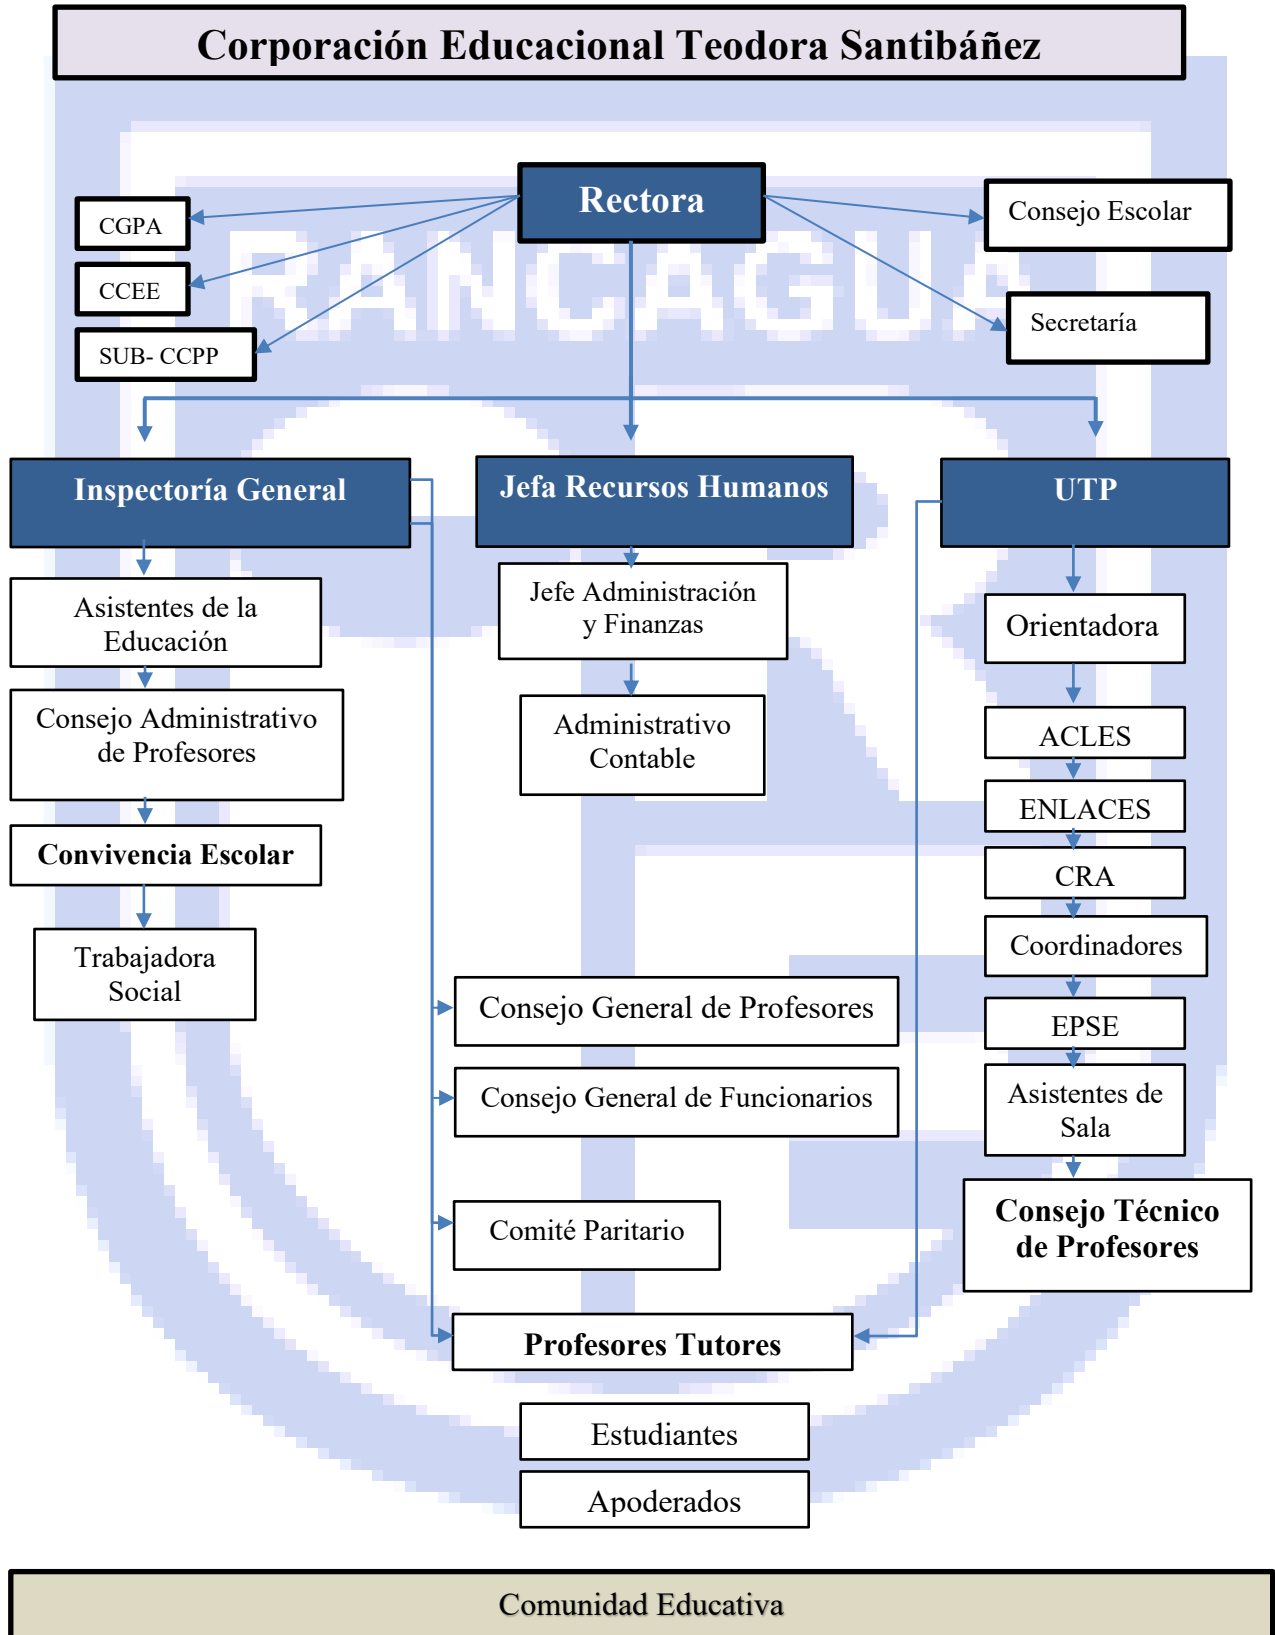 Corporación Educacional Teodora Santibáñez
Rectora
CGPA
CCEE
SUB- CCPP
Consejo Escolar
Secretaría
RANCAGUA
Inspectoría General
Jefa Recursos Humanos
UTP
Asistentes de la
Educación
Consejo Administrativo
de Profesores
Convivencia Escolar
Trabajadora
Social
Jefe Administración
y Finanzas
Administrativo
Contable
Orientadora
ACLES
ENLACES
CRA
Coordinadores
EPSE
Asistentes de
Sala
Consejo Técnico
de Profesores
Consejo General de Profesores
Consejo General de Funcionarios
Comité Paritario
Profesores Tutores
Estudiantes
Apoderados
Comunidad Educativa